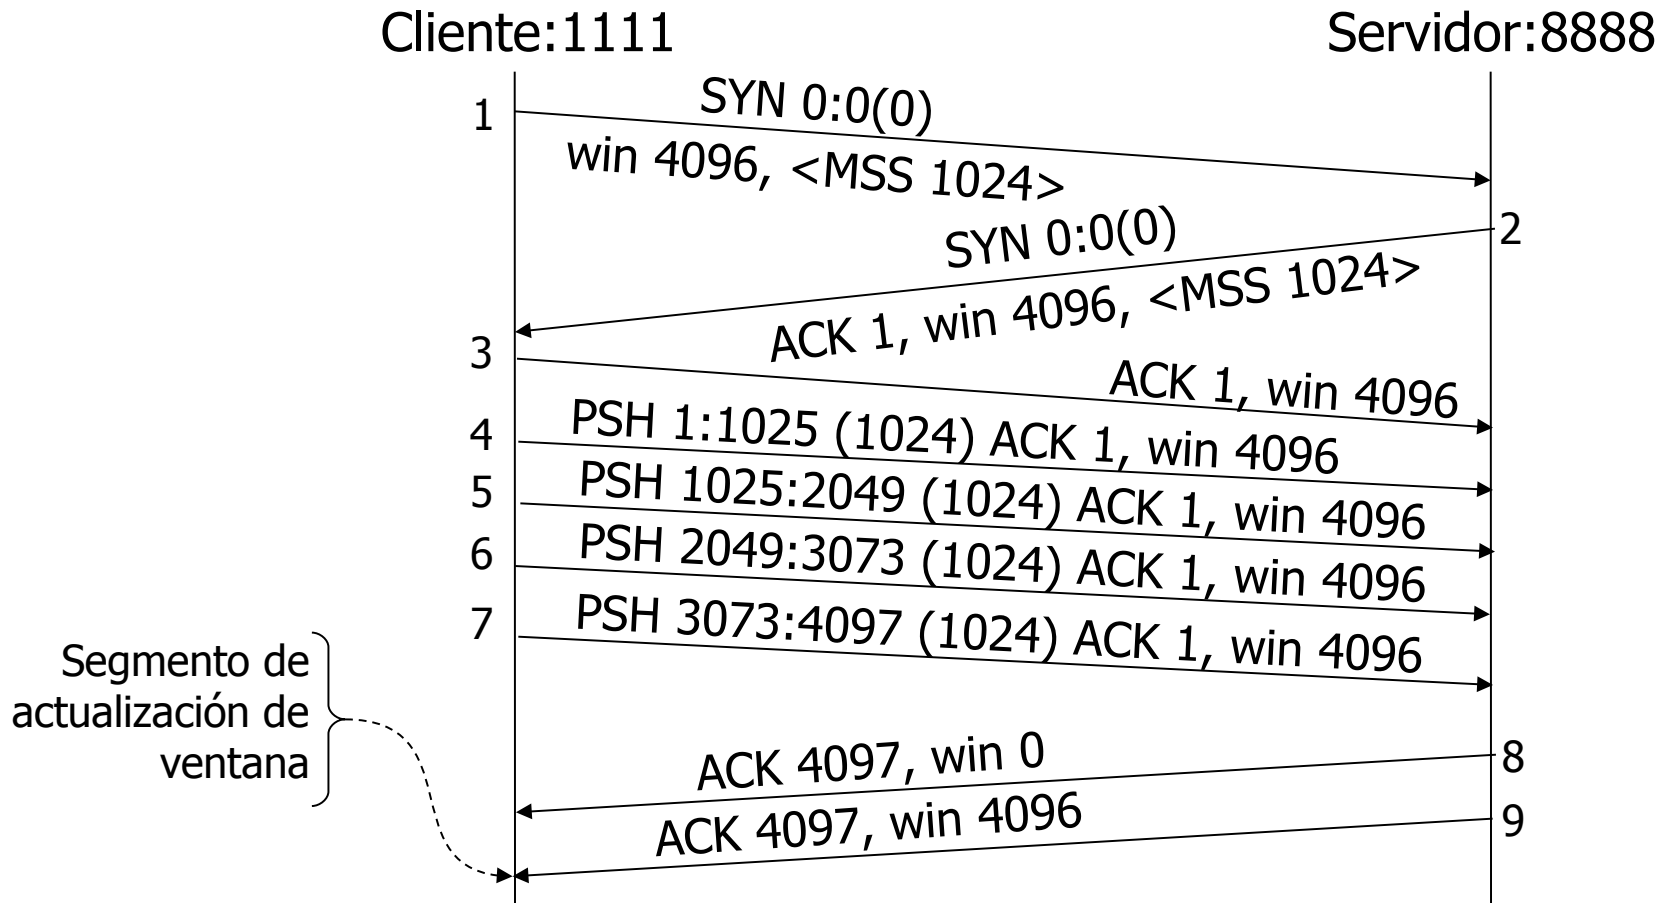 Cliente:1111
Servidor:8888
1
SYN 0:0(0)
win 4096, <MSS 1024>
2
SYN 0:0(0)
ACK 1, win 4096, <MSS 1024>
3
ACK 1, win 4096
4
PSH 1:1025 (1024) ACK 1, win 4096
5
PSH 1025:2049 (1024) ACK 1, win 4096
6
PSH 2049:3073 (1024) ACK 1, win 4096
7
PSH 3073:4097 (1024) ACK 1, win 4096
Segmento de
actualización de
ventana
8
ACK 4097, win 0
9
ACK 4097, win 4096